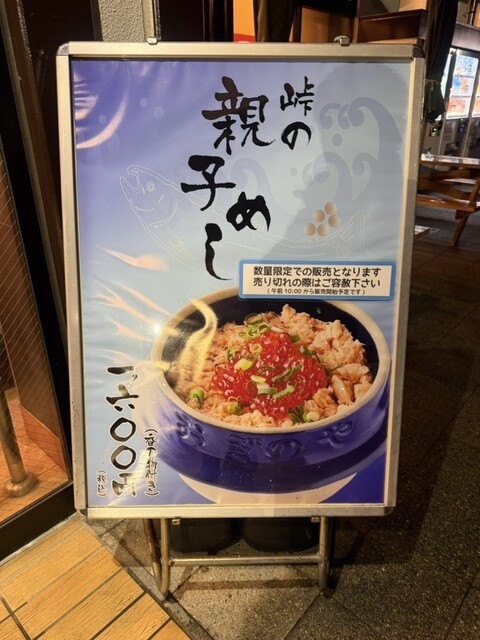 峠の
親子めし
数量限定での販売となります
売り切れの際はご容赦下さい
(午前10:00から販売開始予定です)
一、六〇〇円
(香の物付き)
(税込)